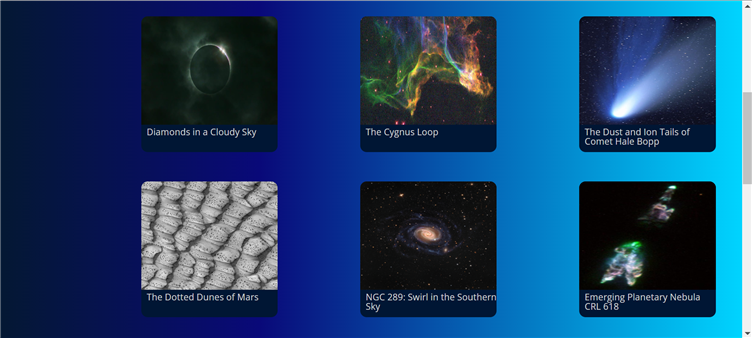 Diamonds in a Cloudy Sky
The Cygnus Loop
The Dust and Ion Tails of
Comet Hale Bopp
The Dotted Dunes of Mars
NGC 289: Swirl in the Southern
Sky
Emerging Planetary Nebula
CRL 618